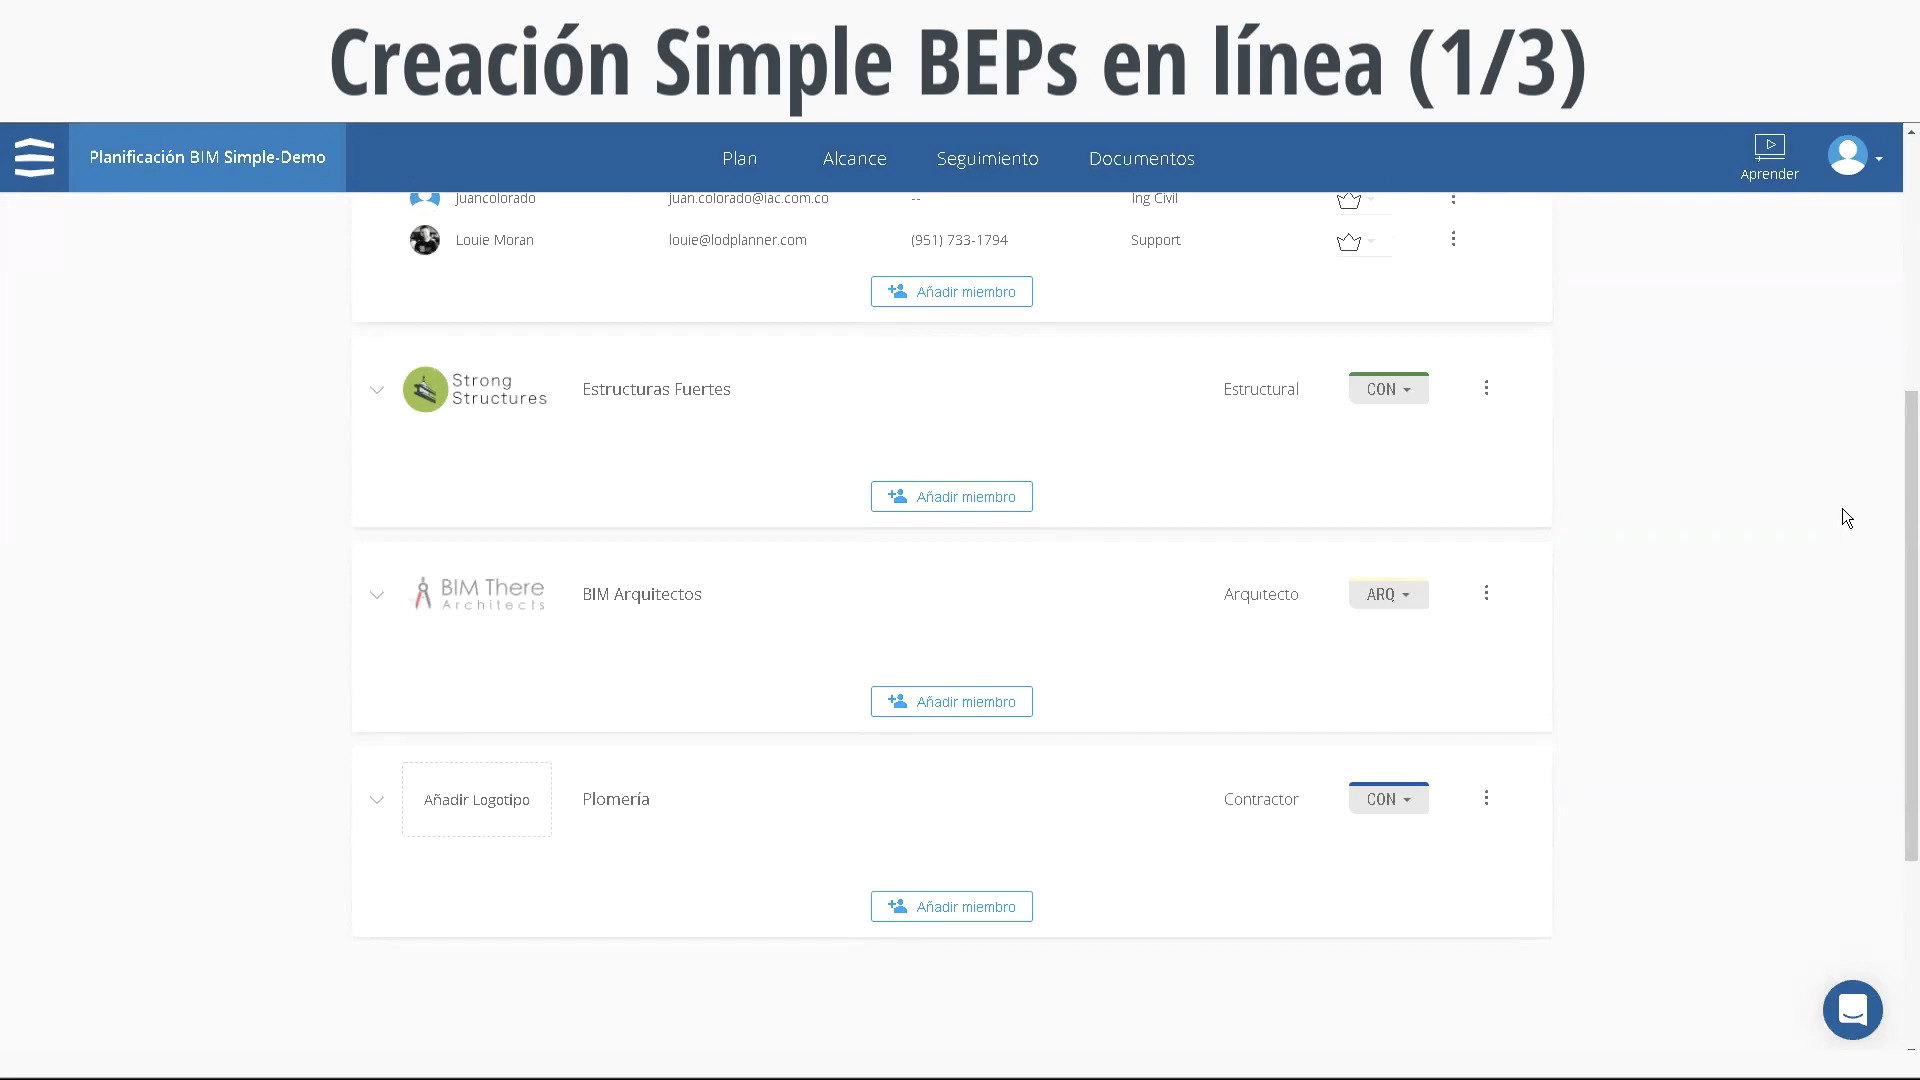 Creación Simple BEPs en línea (1/3)
Planificación BIM Simple-Demo
Plan
Alcance
Seguimiento
Documentos
Aprender
Juancolorado juan.colorado@iac.com.co -- Ing Civil
Louie Moran louie@lodplanner.com (951) 733-1794 Support
Añadir miembro
Strong
Structures
Estructuras Fuertes Estructural CON
Añadir miembro
BIM There
Architects
BIM Arquitectos Arquitecto ARQ
Añadir miembro
Añadir Logotipo Plomería Contractor CON
Añadir miembro